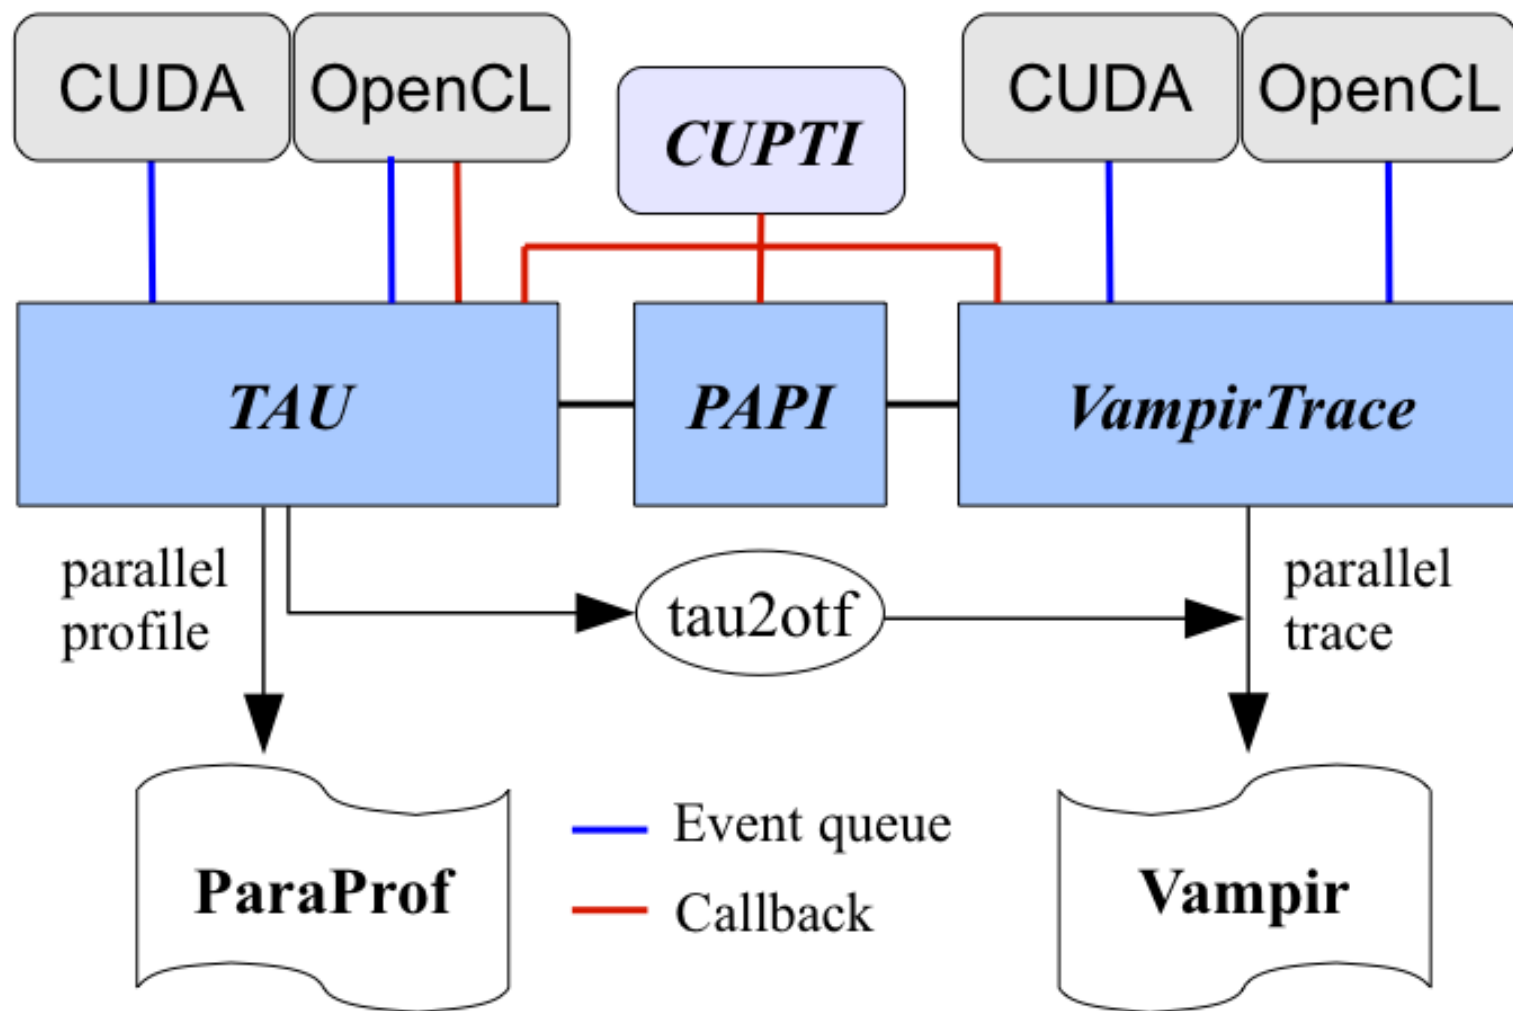 CUDA
OpenCL
CUPTI
CUDA
OpenCL
TAU
PAPI
VampirTrace
parallel
profile
tau2otf
parallel
trace
Event queue
Callback
ParaProf
Vampir